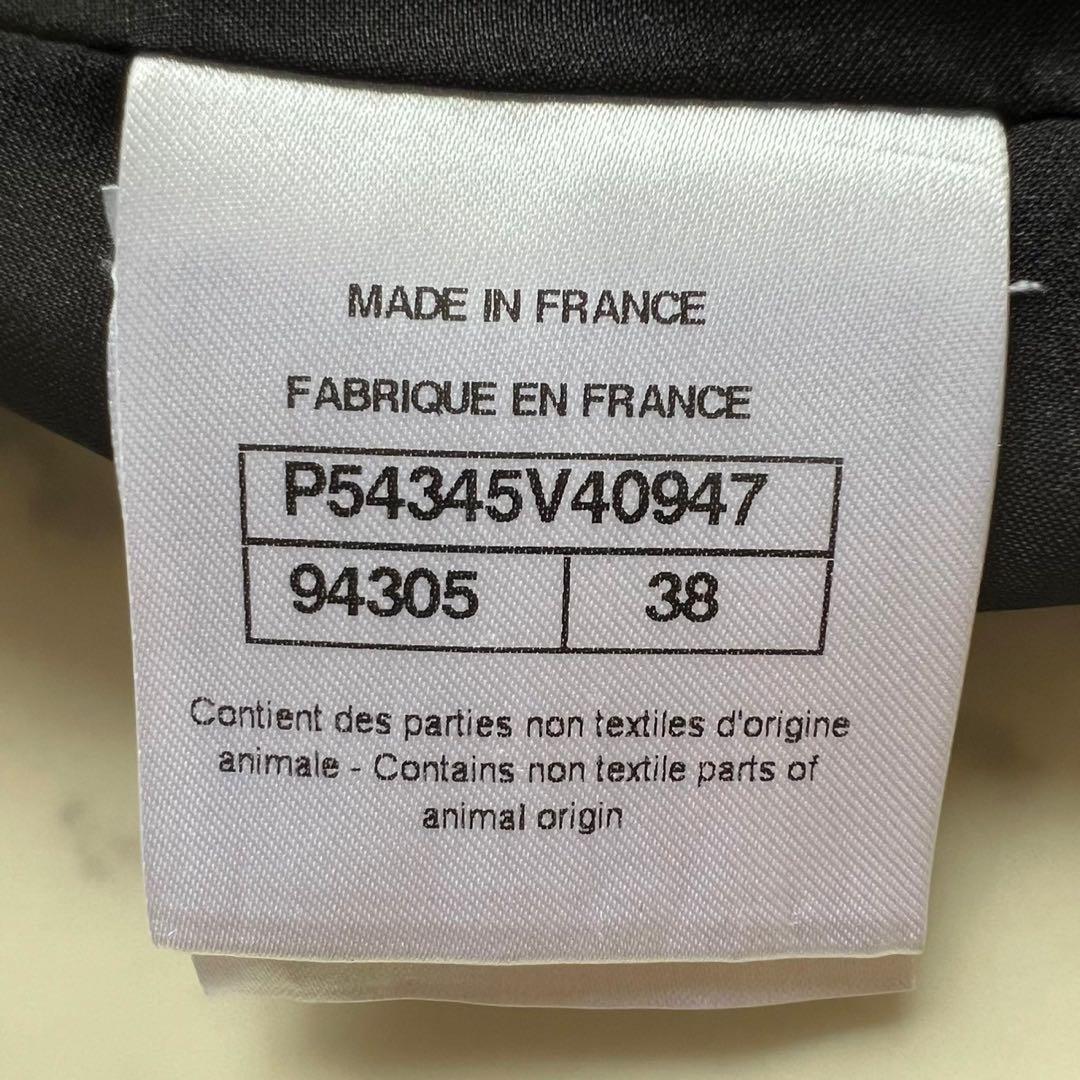 MADE IN FRANCE
FABRIQUE EN FRANCE
P54345V40947
94305 38
Contient des parties non textiles d'origine
animale - Contains non textile parts of
animal origin